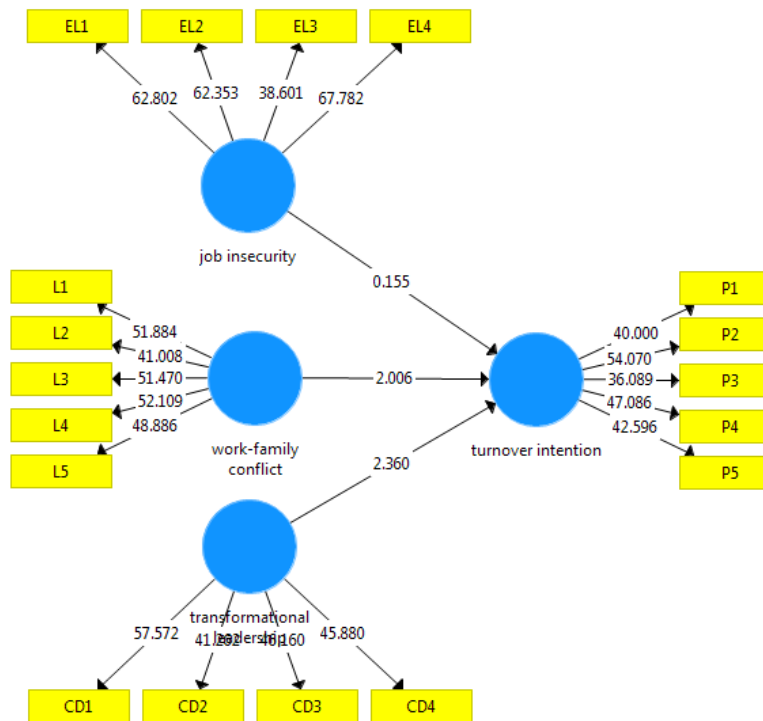 EL1 EL2 EL3 EL4
62.802 62.353 38.601 67.782
job insecurity
0.155
L1
L2
L3
L4
L5
51.884
41.008
51.470
52.109
48.886
work-family
conflict
2.006
2.360
P1
P2
P3
P4
P5
40.000
54.070
36.089
47.086
42.596
turnover intention
transformational
57.572 45.880
CD1 CD2 CD3 CD4